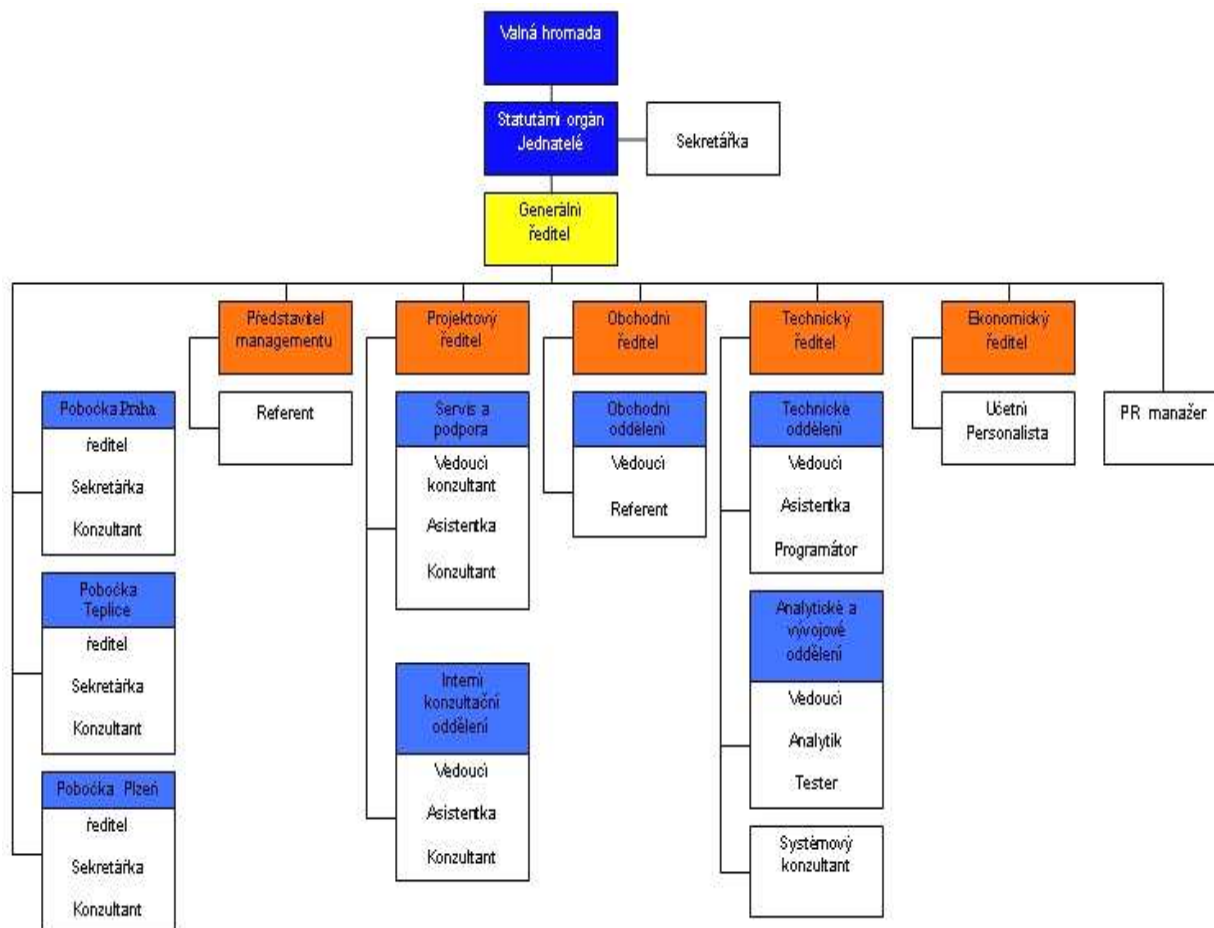 Valná hromada
Statutární orgán
Jednatelé
Sekretářka
Generální
ředitel
Představitel
managementu
Projektový
ředitel
Obchodní
ředitel
Technický
ředitel
Ekonomický
ředitel
Pobočka Praha
ředitel
Sekretářka
Konzultant
Pobočka
Teplice
ředitel
Sekretářka
Konzultant
Pobočka Plzeň
ředitel
Sekretářka
Konzultant
Referent
Servis a
podpora
Vedoucí
konzultant
Asistentka
Konzultant
Interní
konzultační
oddělení
Vedoucí
Asistentka
Konzultant
Obchodní
oddělení
Vedoucí
Referent
Technické
oddělení
Vedoucí
Asistentka
Programátor
Analytické a
vývojové
oddělení
Vedoucí
Analytik
Tester
Systémový
konzultant
Účetní
Personalista
PR manažer